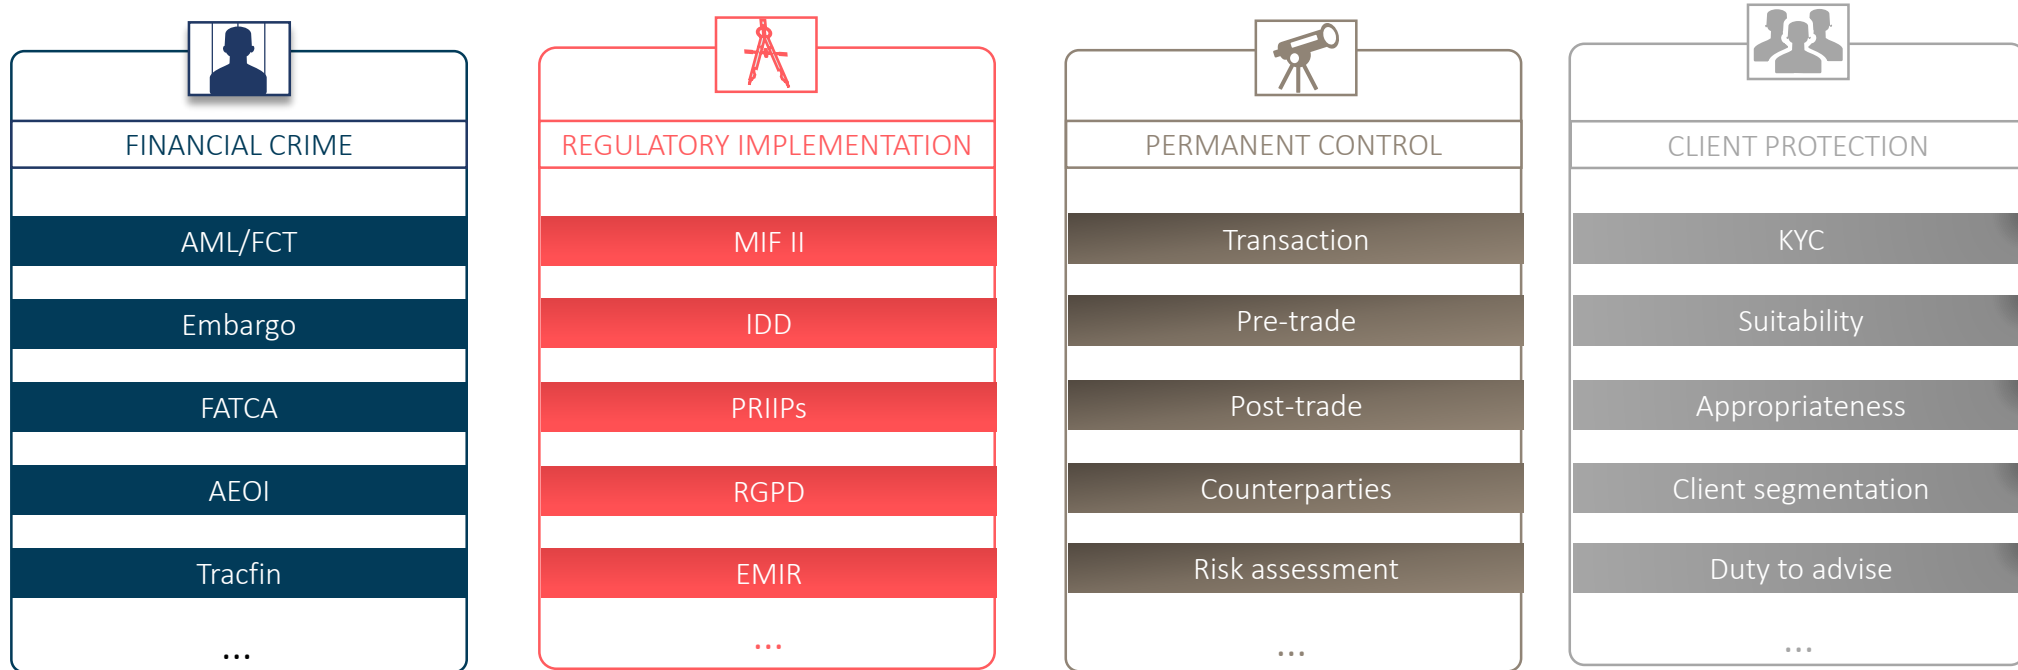 FINANCIAL CRIME
AML/FCT
Embargo
FATCA
AEOI
Tracfin
...
REGULATORY IMPLEMENTATION
MIF II
IDD
PRIIPs
RGPD
EMIR
...
PERMANENT CONTROL
Transaction
Pre-trade
Post-trade
Counterparties
Risk assessment
...
CLIENT PROTECTION
KYC
Suitability
Appropriateness
Client segmentation
Duty to advise
...